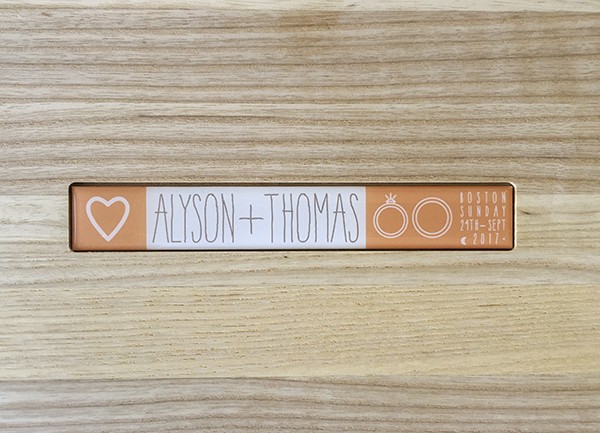 ALYSON+THOMAS
BOSTON
SUNDAY
24TH-SEPT
2017